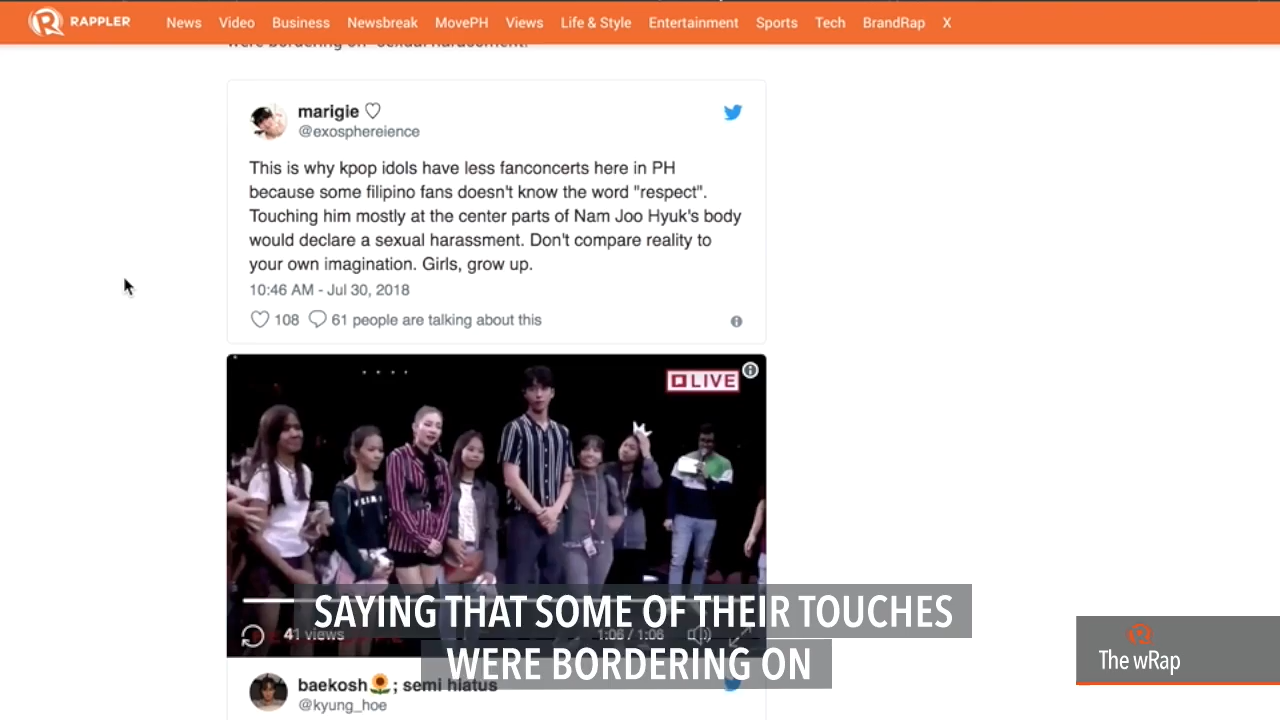 RAPPLER News Video Business Newsbreak MovePH Views Life & Style Entertainment Sports Tech BrandRap X
were bordering on "sexual harassment."
marigie ♡
@exosphereience
This is why kpop idols have less fanconcerts here in PH
because some filipino fans doesn't know the word "respect".
Touching him mostly at the center parts of Nam Joo Hyuk's body
would declare a sexual harassment. Don't compare reality to
your own imagination. Girls, grow up.
10:46 AM - Jul 30, 2018
108 61 people are talking about this
LIVE
SAYING THAT SOME OF THEIR TOUCHES
41 views 1:06 / 1:06
WERE BORDERING ON
The wRap
baekosh🌻; semi hiatus
@kyung_hoe